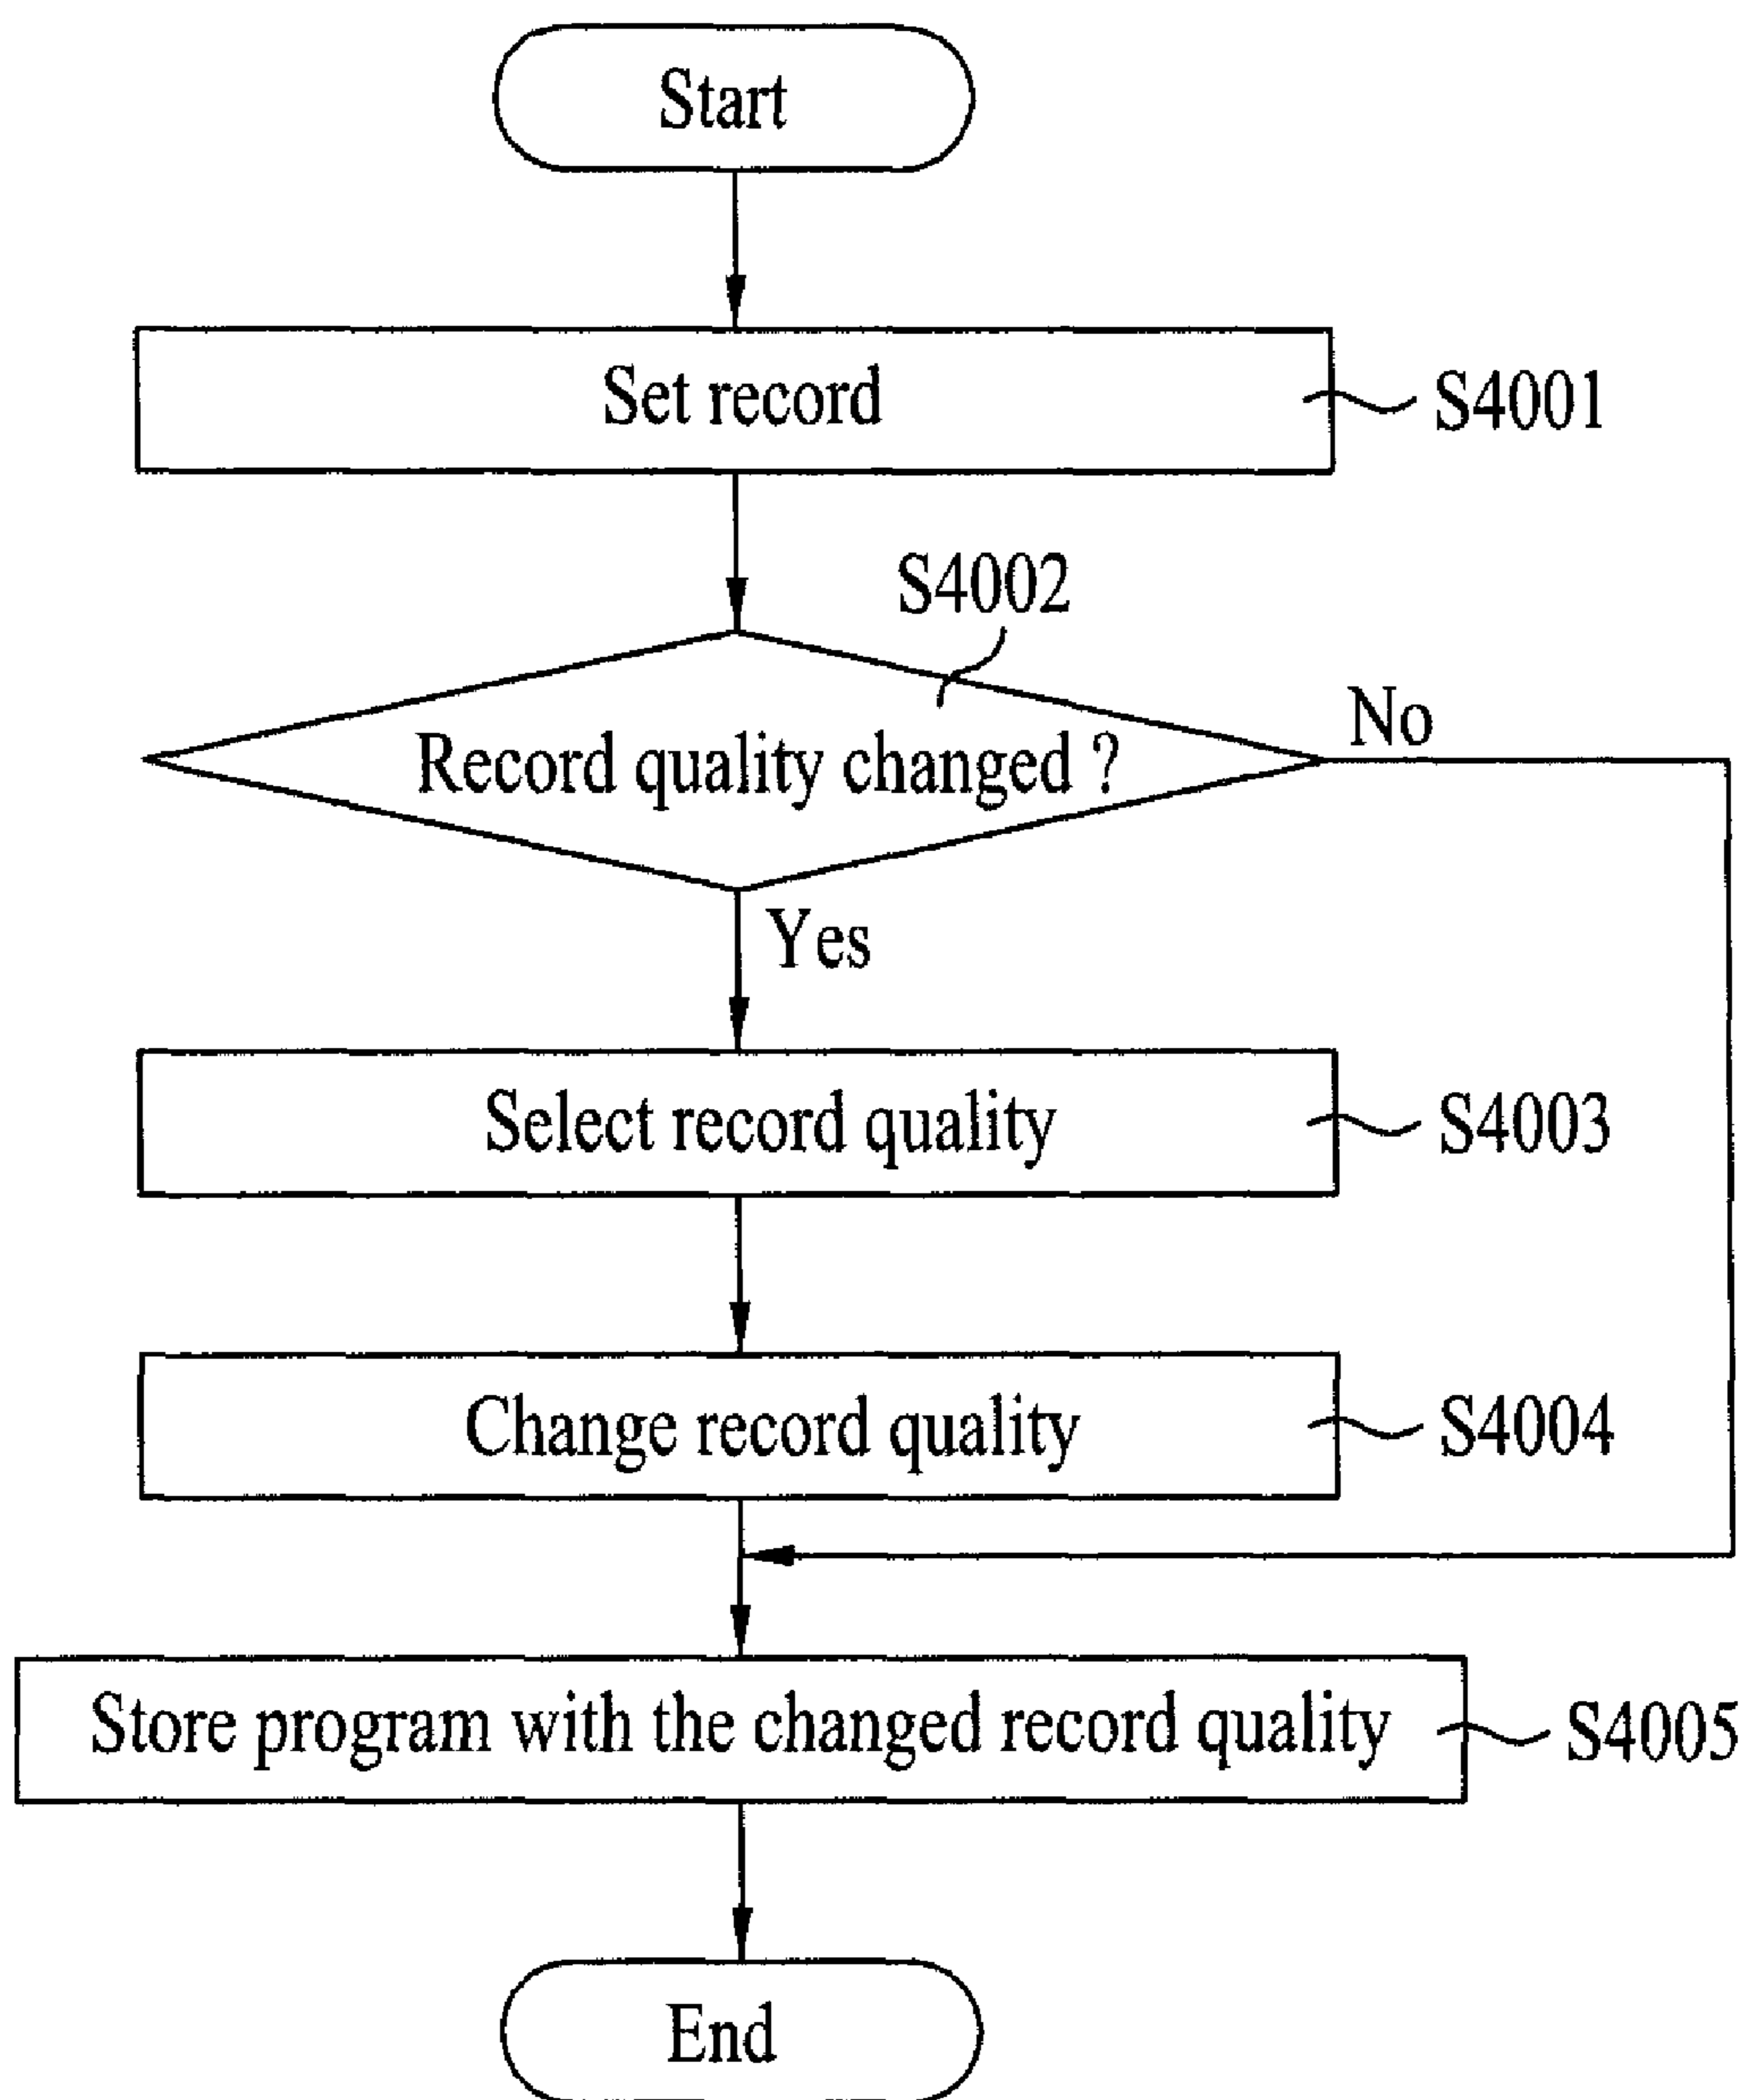 Start
Set record
S4001
S4002
Record quality changed ?
No
Yes
Select record quality
S4003
Change record quality
S4004
Store program with the changed record quality
S4005
End